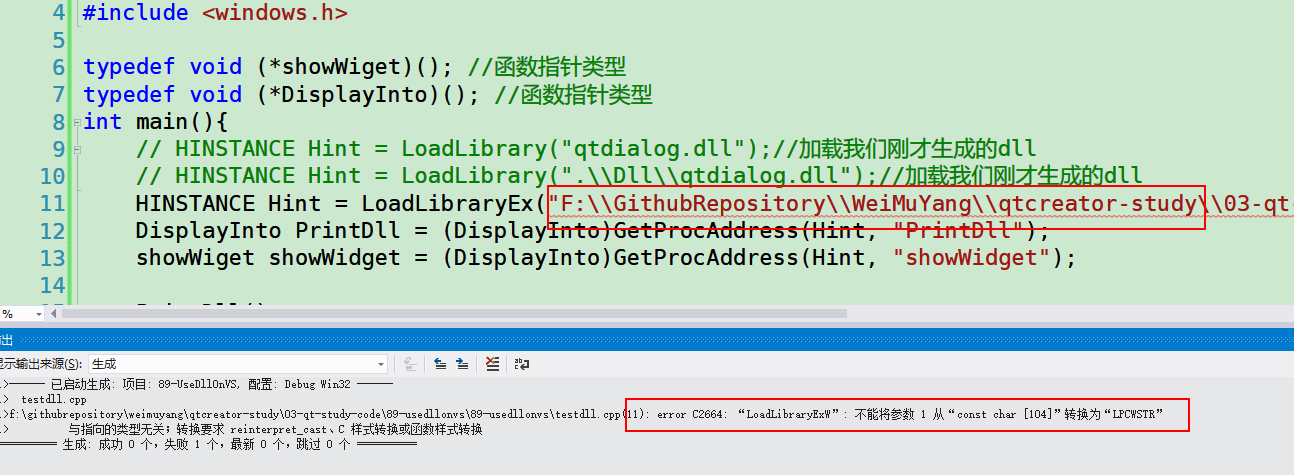 4 #include <windows.h>
5
6 typedef void (*showWiget)(); //函数指针类型
7 typedef void (*DisplayInto)(); //函数指针类型
8 int main(){
9 // HINSTANCE Hint = LoadLibrary("qtdialog.dll");//加载我们刚才生成的dll
10 // HINSTANCE Hint = LoadLibrary(".\\Dll\\qtdialog.dll");//加载我们刚才生成的dll
11 HINSTANCE Hint = LoadLibraryEx("F:\\GithubRepository\\WeiMuYang\\qtcreator-study\\03-qt-
12 DisplayInto PrintDll = (DisplayInto)GetProcAddress(Hint, "PrintDll");
13 showWiget showWidget = (DisplayInto)GetProcAddress(Hint, "showWidget");
14
%
出
显示输出来源(S): 生成
>------ 已启动生成: 项目: 89-UseDllOnVS, 配置: Debug Win32 ------
> testdll.cpp
>f:\githubrepository\weimuyang\qtcreator-study\03-qt-study-code\89-usedllonvs\89-usedllonvs\testdll.cpp(11): error C2664: “LoadLibraryExW”: 不能将参数 1 从“const char [104]”转换为“LPCWSTR”
> 与指向的类型无关；转换要求 reinterpret_cast、C 样式转换或函数样式转换
========== 生成: 成功 0 个，失败 1 个，最新 0 个，跳过 0 个 ==========